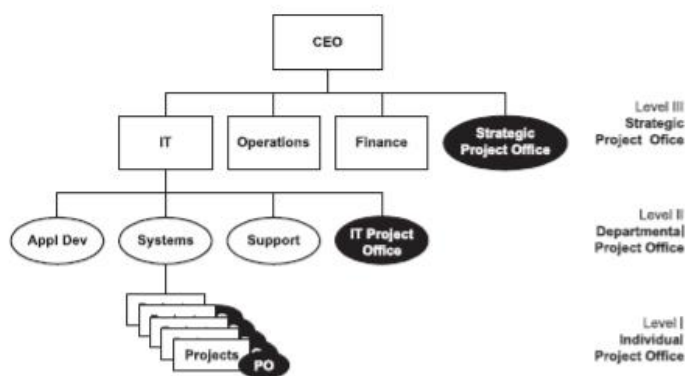 CEO
Level III
Strategic
Project Ofice
IT
Operations
Finance
Strategic
Project Office
Level II
Departmental
Project Office
Appl Dev
Systems
Support
IT Project
Office
Level I
Individual
Project Office
Projects
PO